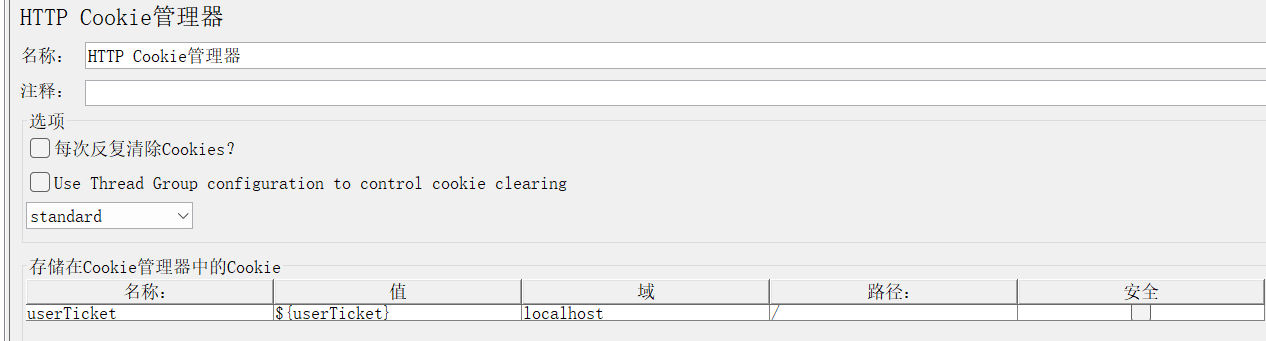 HTTP Cookie管理器
名称： HTTP Cookie管理器
注释：
选项
每次反复清除Cookies？
Use Thread Group configuration to control cookie clearing
standard
存储在Cookie管理器中的Cookie
名称： 值 域 路径： 安全
userTicket ${userTicket} localhost /